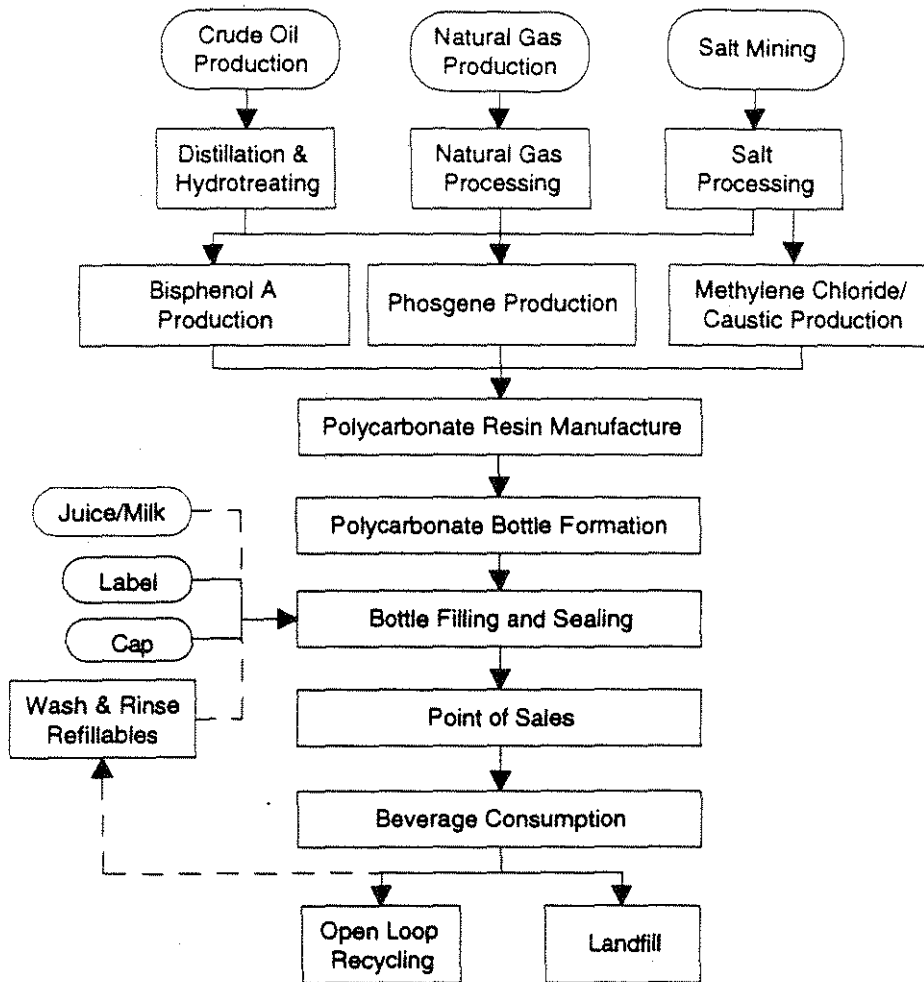 Crude Oil
Production
Natural Gas
Production
Salt Mining
Distillation &
Hydrotreating
Natural Gas
Processing
Salt
Processing
Bisphenol A
Production
Phosgene Production
Methylene Chloride/
Caustic Production
Polycarbonate Resin Manufacture
Juice/Milk
Polycarbonate Bottle Formation
Label
Bottle Filling and Sealing
Cap
Wash & Rinse
Refillables
Point of Sales
Beverage Consumption
Open Loop
Recycling
Landfill